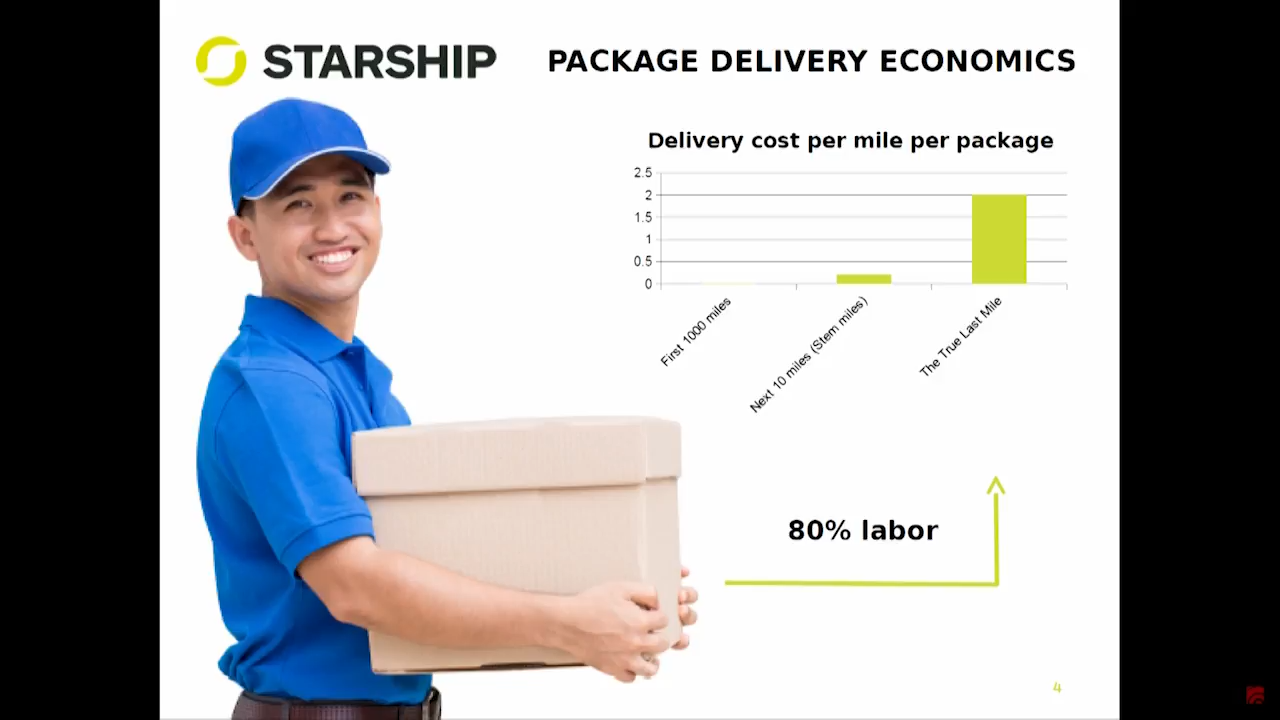 STARSHIP
PACKAGE DELIVERY ECONOMICS
Delivery cost per mile per package
2.5
2
1.5
1
0.5
0
First 1000 miles
Next 10 miles (Stem miles)
The True Last Mile
80% labor
4